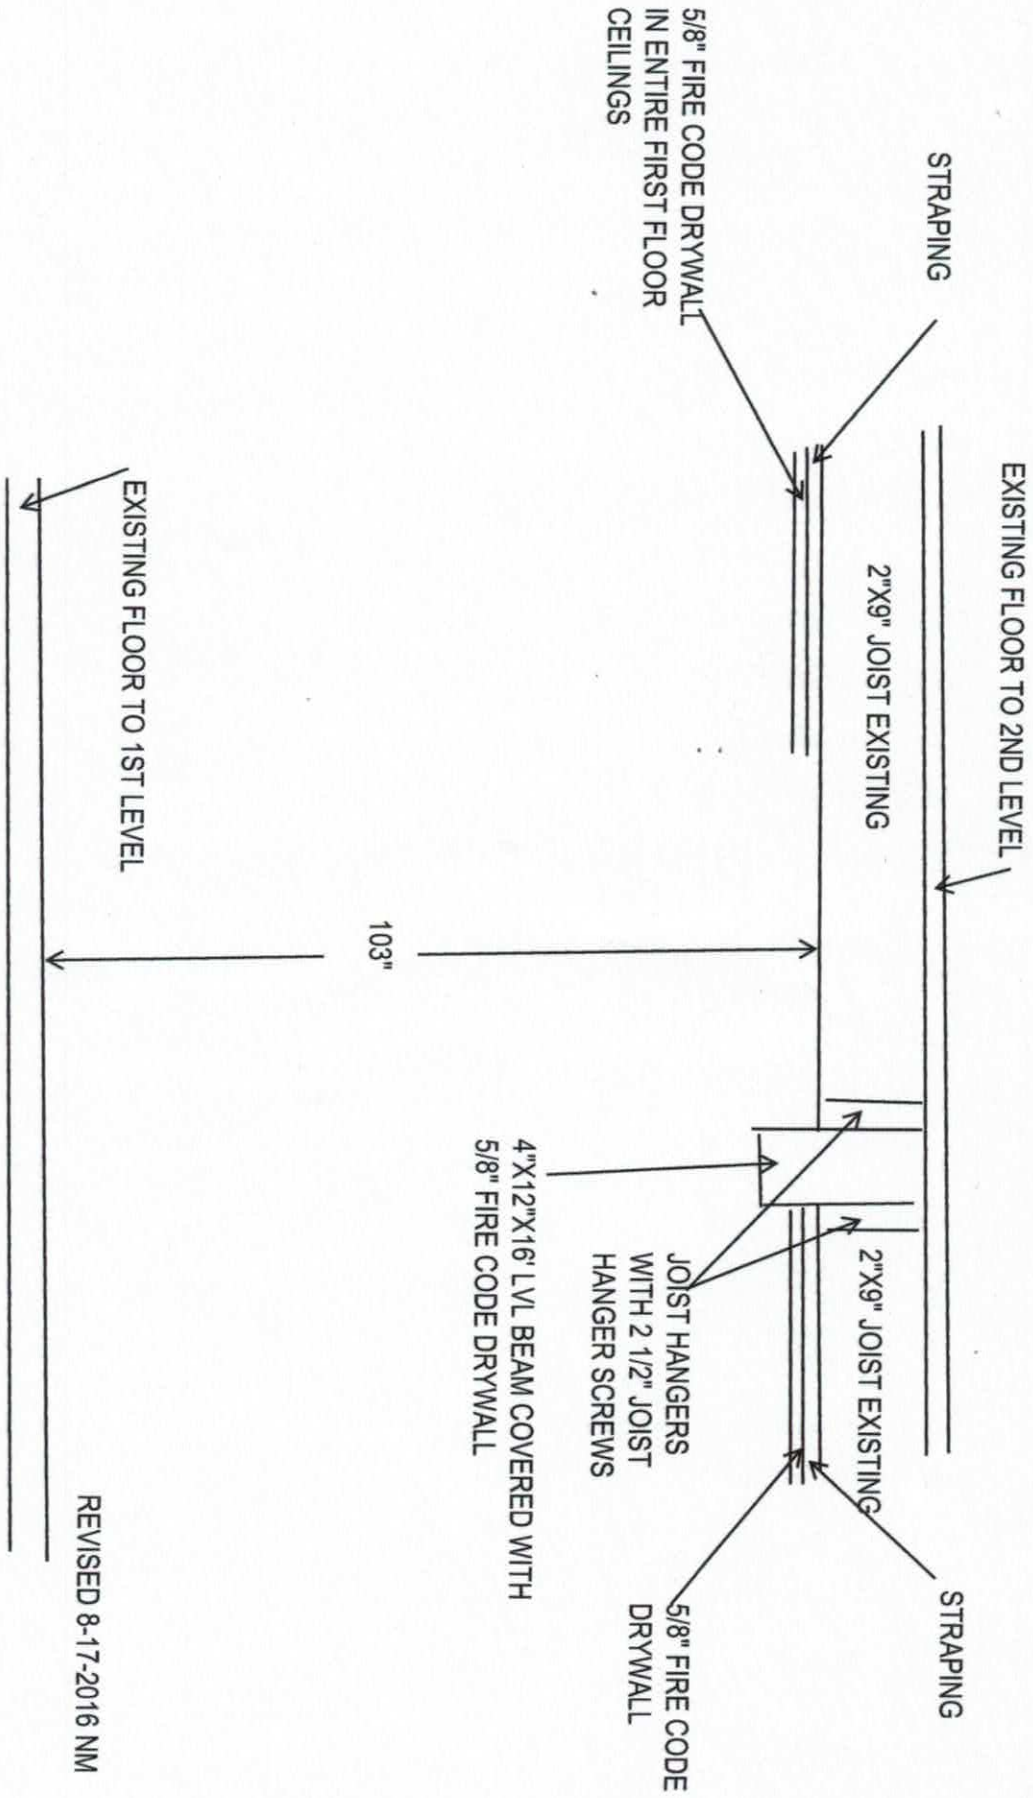 EXISTING FLOOR TO 2ND LEVEL
STRAPING
STRAPING
2"X9" JOIST EXISTING
2"X9" JOIST EXISTING
5/8" FIRE CODE DRYWALL
IN ENTIRE FIRST FLOOR
CEILINGS
JOIST HANGERS
WITH 2 1/2" JOIST
HANGER SCREWS
5/8" FIRE CODE
DRYWALL
4"X12"X16' LVL BEAM COVERED WITH
5/8" FIRE CODE DRYWALL
103"
EXISTING FLOOR TO 1ST LEVEL
REVISED 8-17-2016 NM